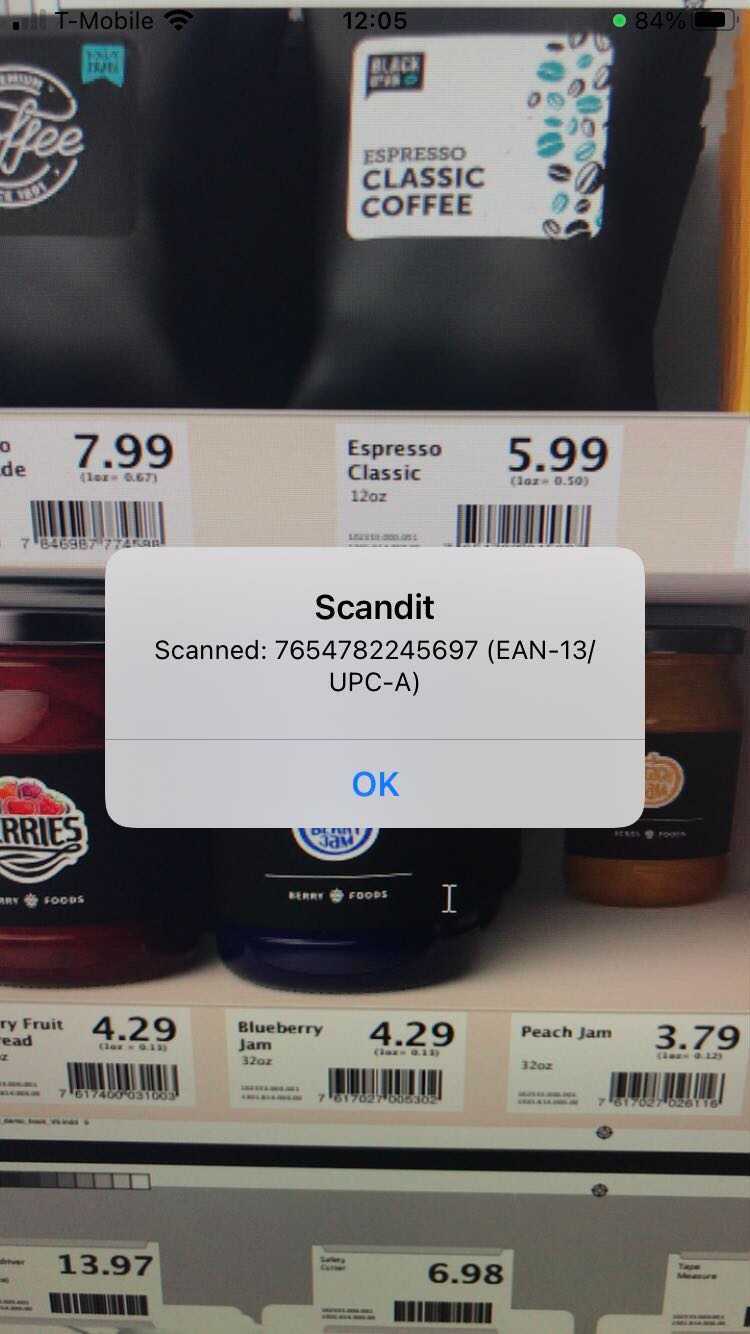 T-Mobile 12:05 84%
BLACK
ESPRESSO
CLASSIC
COFFEE
ffee
7.99
(1oz= 0.67)
de
7 846987 774598
Espresso
Classic
12oz
5.99
(1oz= 0.50)
Scandit
Scanned: 7654782245697 (EAN-13/
UPC-A)
OK
ERRIES
RRY FOODS
BERRY
JAM
BERRY FOODS
ry Fruit
ead
4.29
(1oz= 0.13)
7 617400 031003
Blueberry
Jam
32oz
4.29
(1oz= 0.13)
7 617027 005302
Peach Jam
32oz
3.79
(1oz= 0.12)
7 617027 026116
driver
13.97
Safety
Cutter
6.98
Tape
Measure